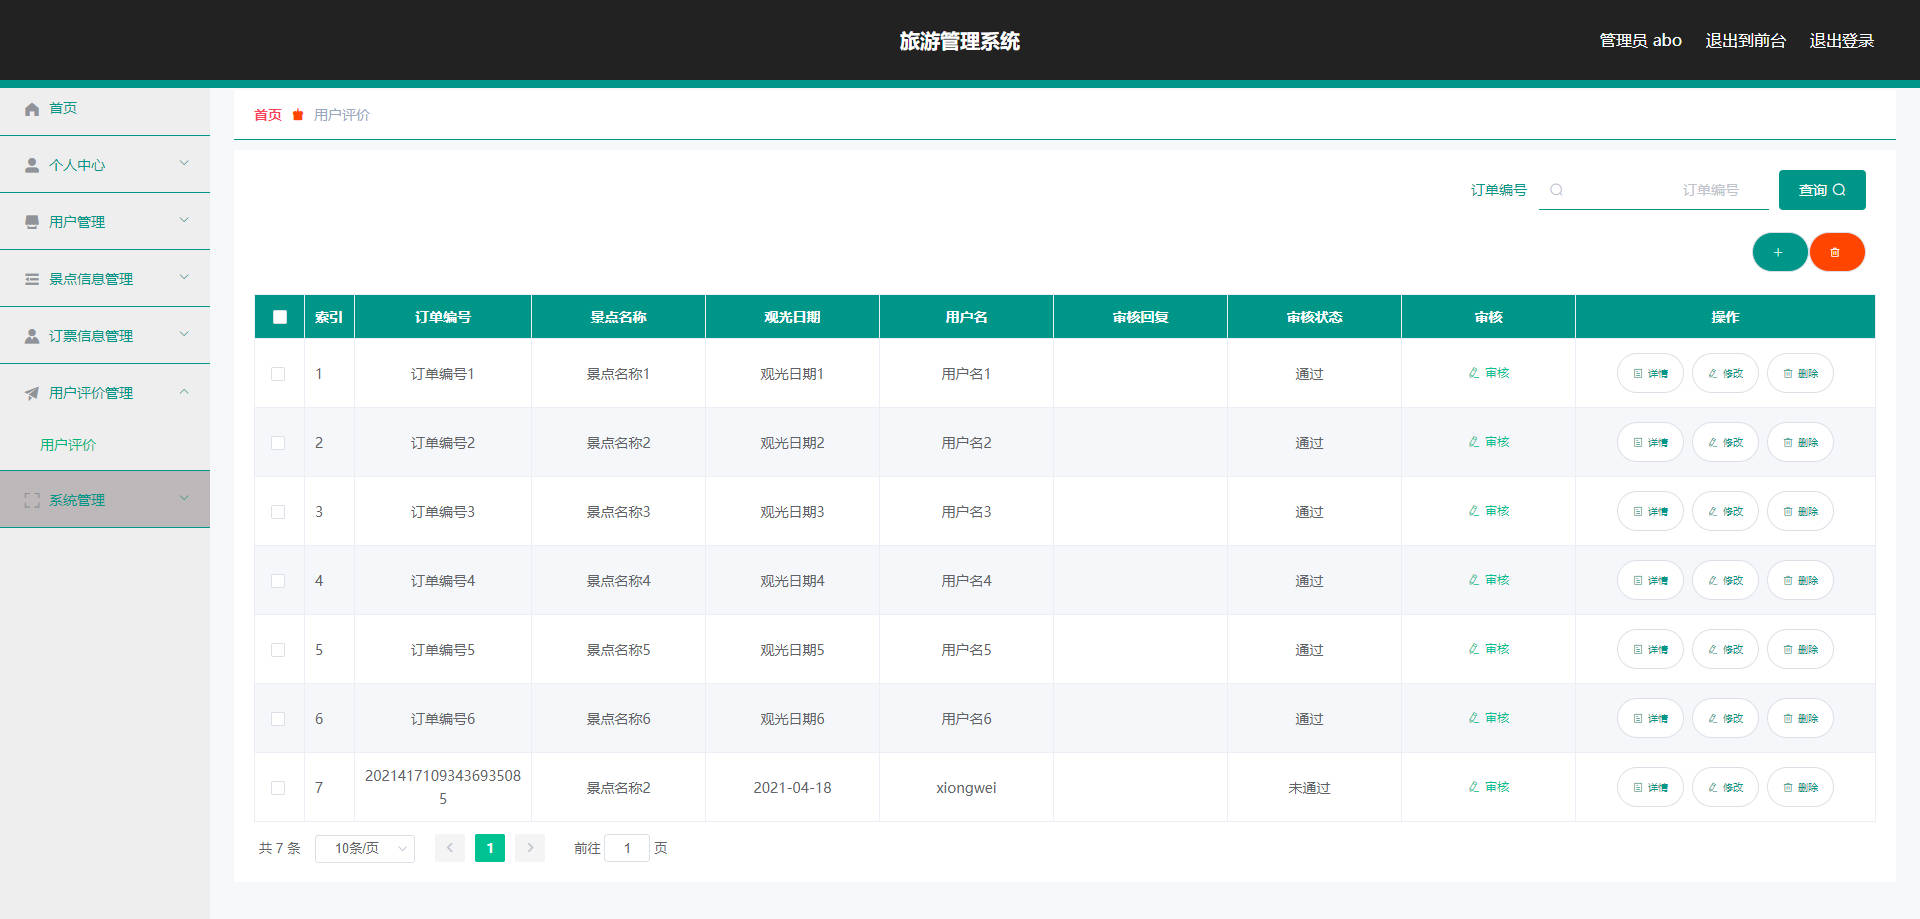 旅游管理系统
管理员 abo 退出到前台 退出登录
首页
个人中心
用户管理
景点信息管理
订票信息管理
用户评价管理
用户评价
系统管理
首页 用户评价
订单编号 订单编号 查询
索引 订单编号 景点名称 观光日期 用户名 审核回复 审核状态 审核 操作
1 订单编号1 景点名称1 观光日期1 用户名1 通过 审核 详情 修改 删除
2 订单编号2 景点名称2 观光日期2 用户名2 通过 审核 详情 修改 删除
3 订单编号3 景点名称3 观光日期3 用户名3 通过 审核 详情 修改 删除
4 订单编号4 景点名称4 观光日期4 用户名4 通过 审核 详情 修改 删除
5 订单编号5 景点名称5 观光日期5 用户名5 通过 审核 详情 修改 删除
6 订单编号6 景点名称6 观光日期6 用户名6 通过 审核 详情 修改 删除
7 2021417109343693508
5 景点名称2 2021-04-18 xiongwei 未通过 审核 详情 修改 删除
共 7 条 10条/页 1 前往 1 页